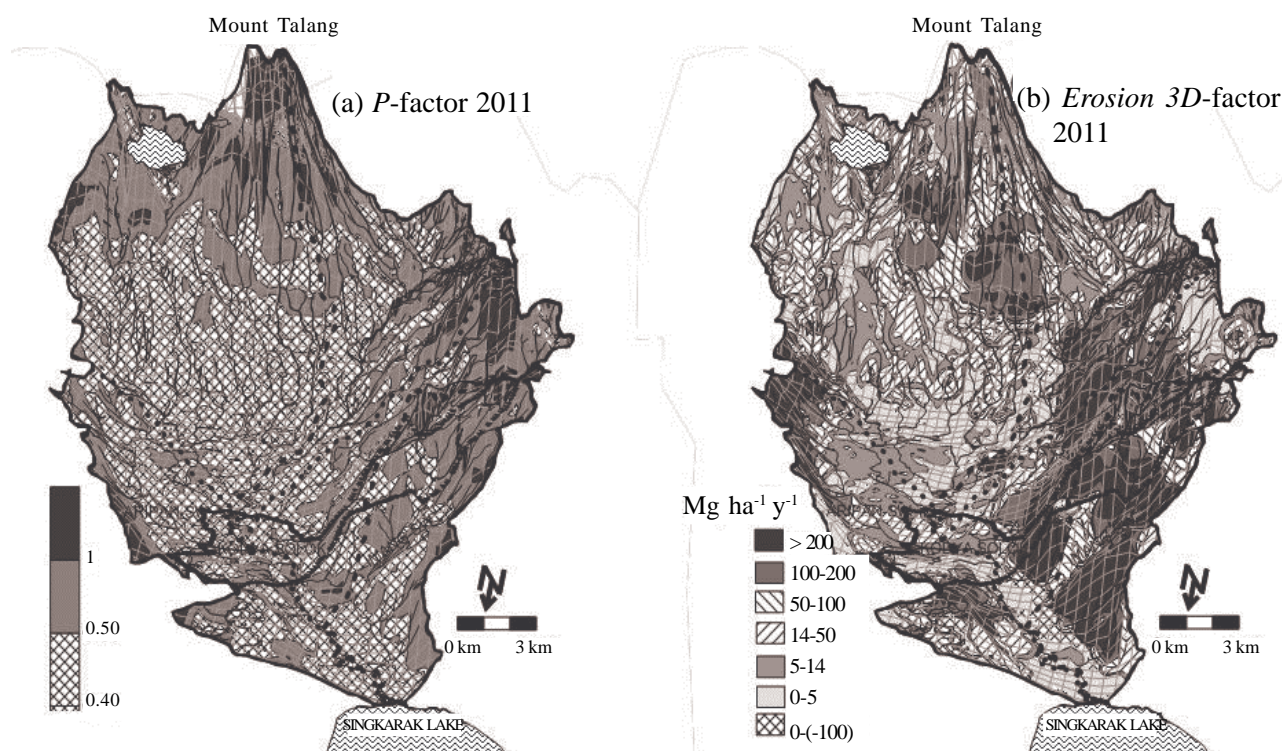 Mount Talang
(a) P-factor 2011
1
0.50
0.40
N
0 km 3 km
SINGKARAK LAKE
Mount Talang
(b) Erosion 3D-factor
2011
Mg ha-1 y-1
> 200
100-200
50-100
14-50
5-14
0-5
0-(-100)
N
0 km 3 km
SINGKARAK LAKE